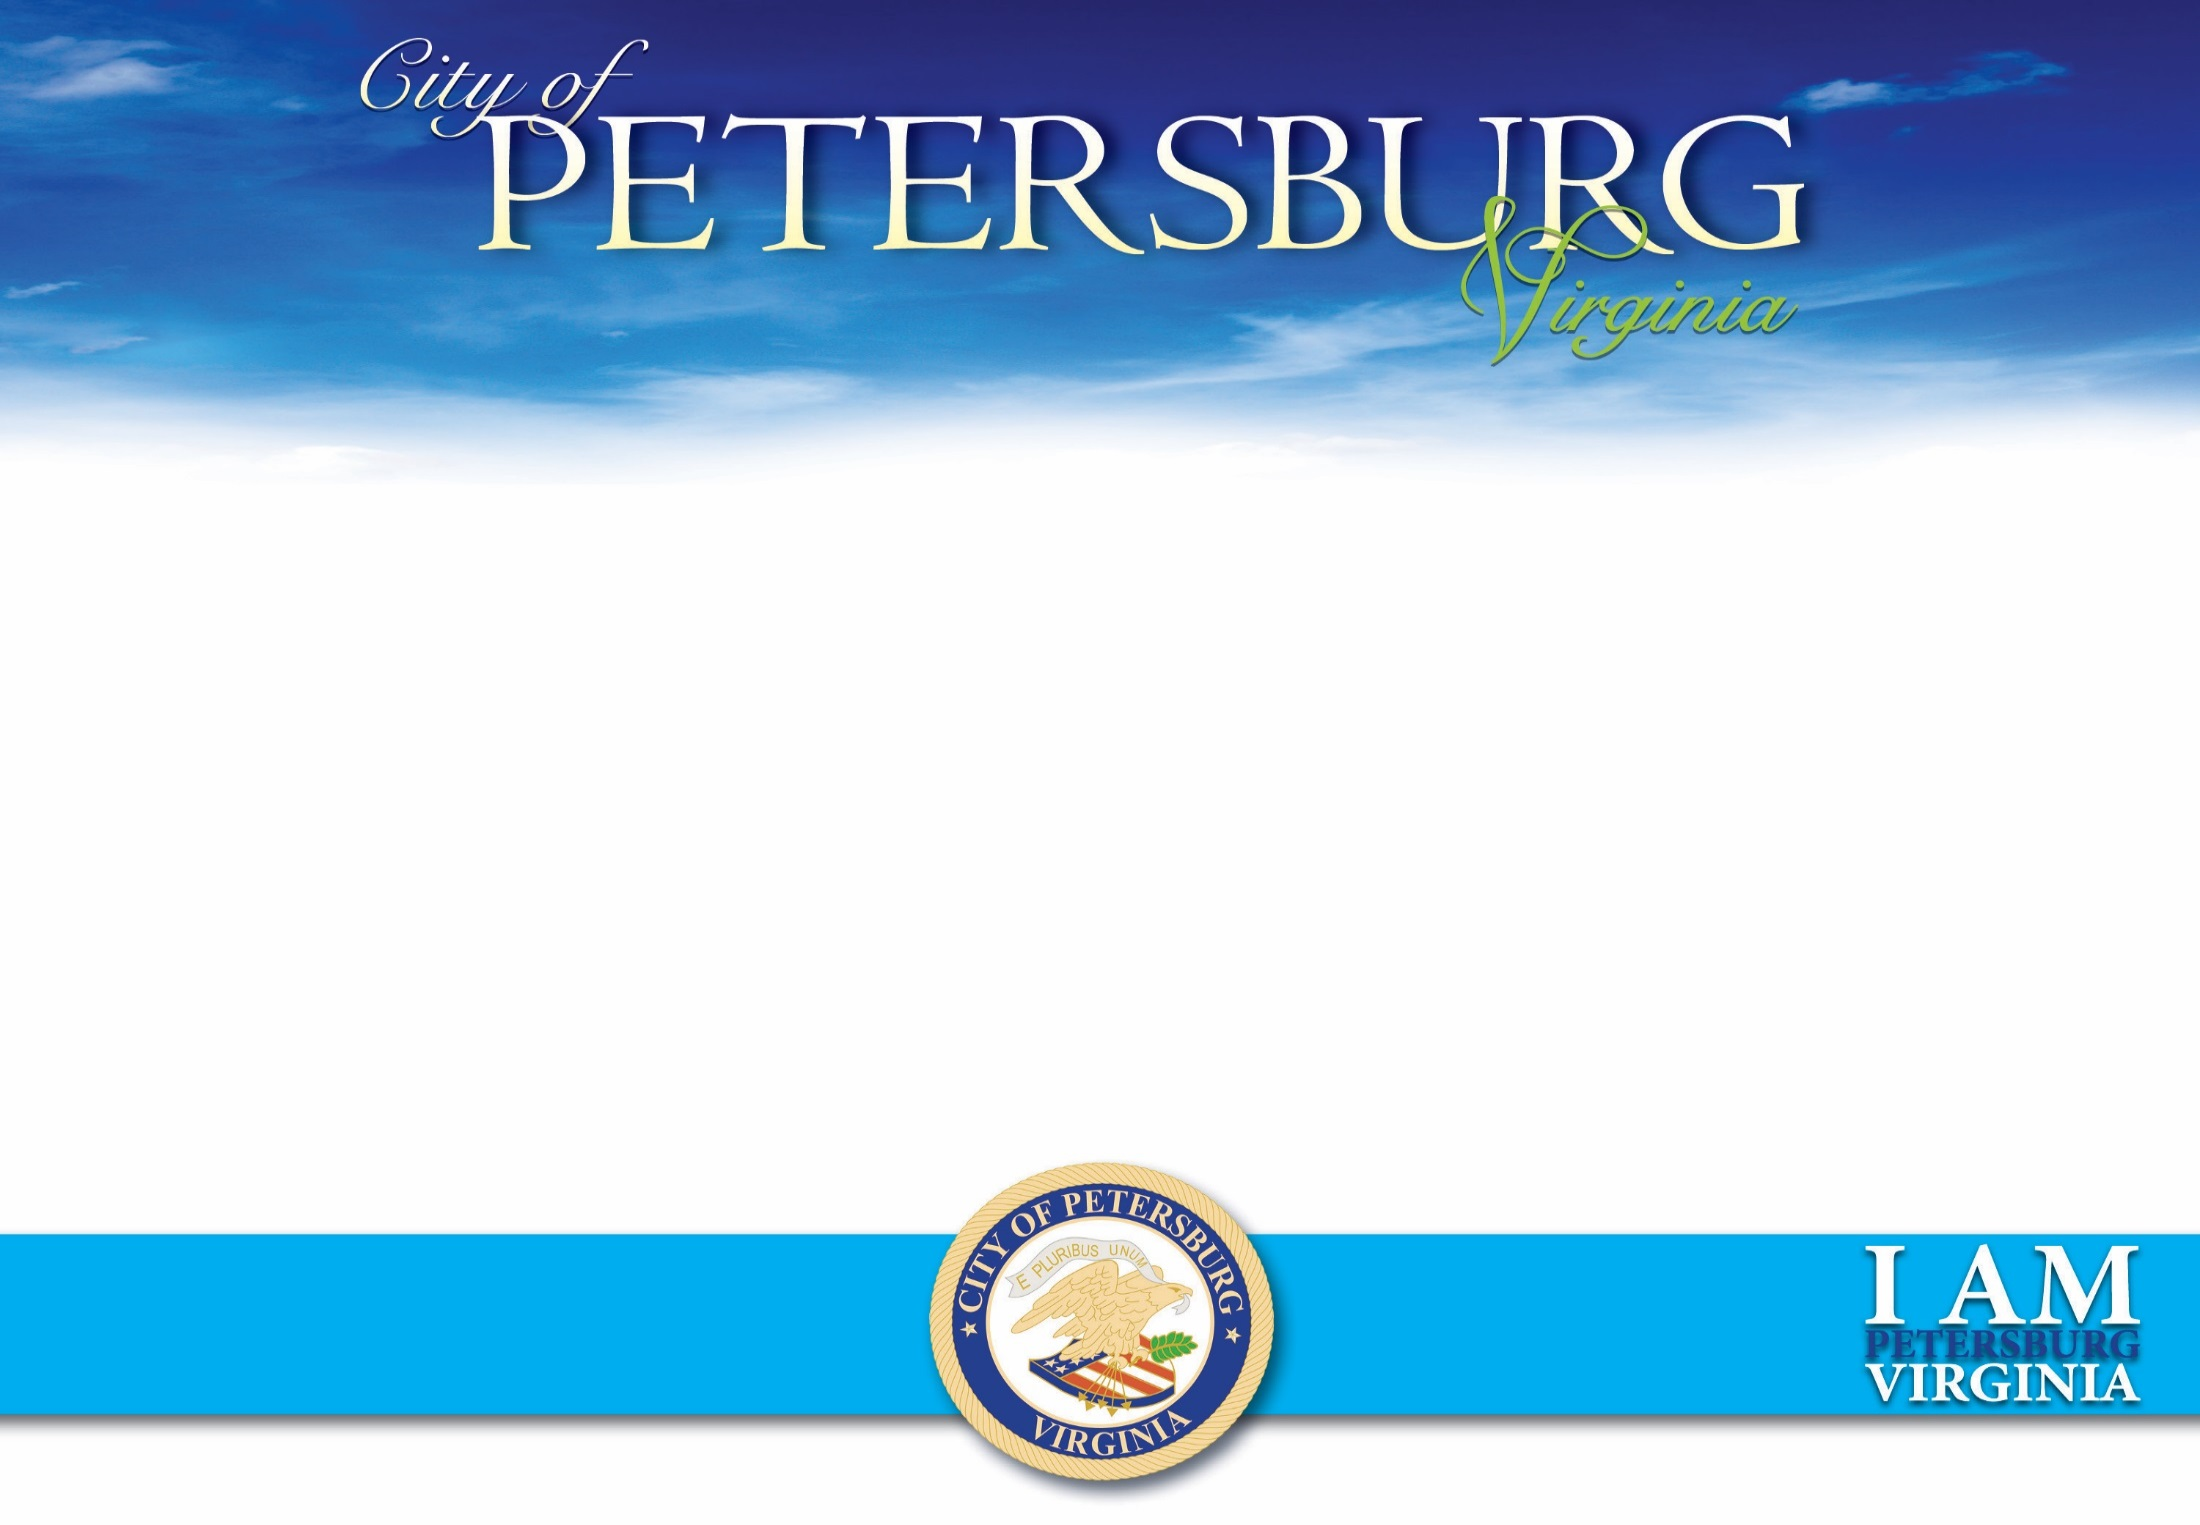 City of
PETERSBURG
Virginia
CITY OF PETERSBURG
E PLURIBUS UNUM
VIRGINIA
I AM
PETERSBURG
VIRGINIA